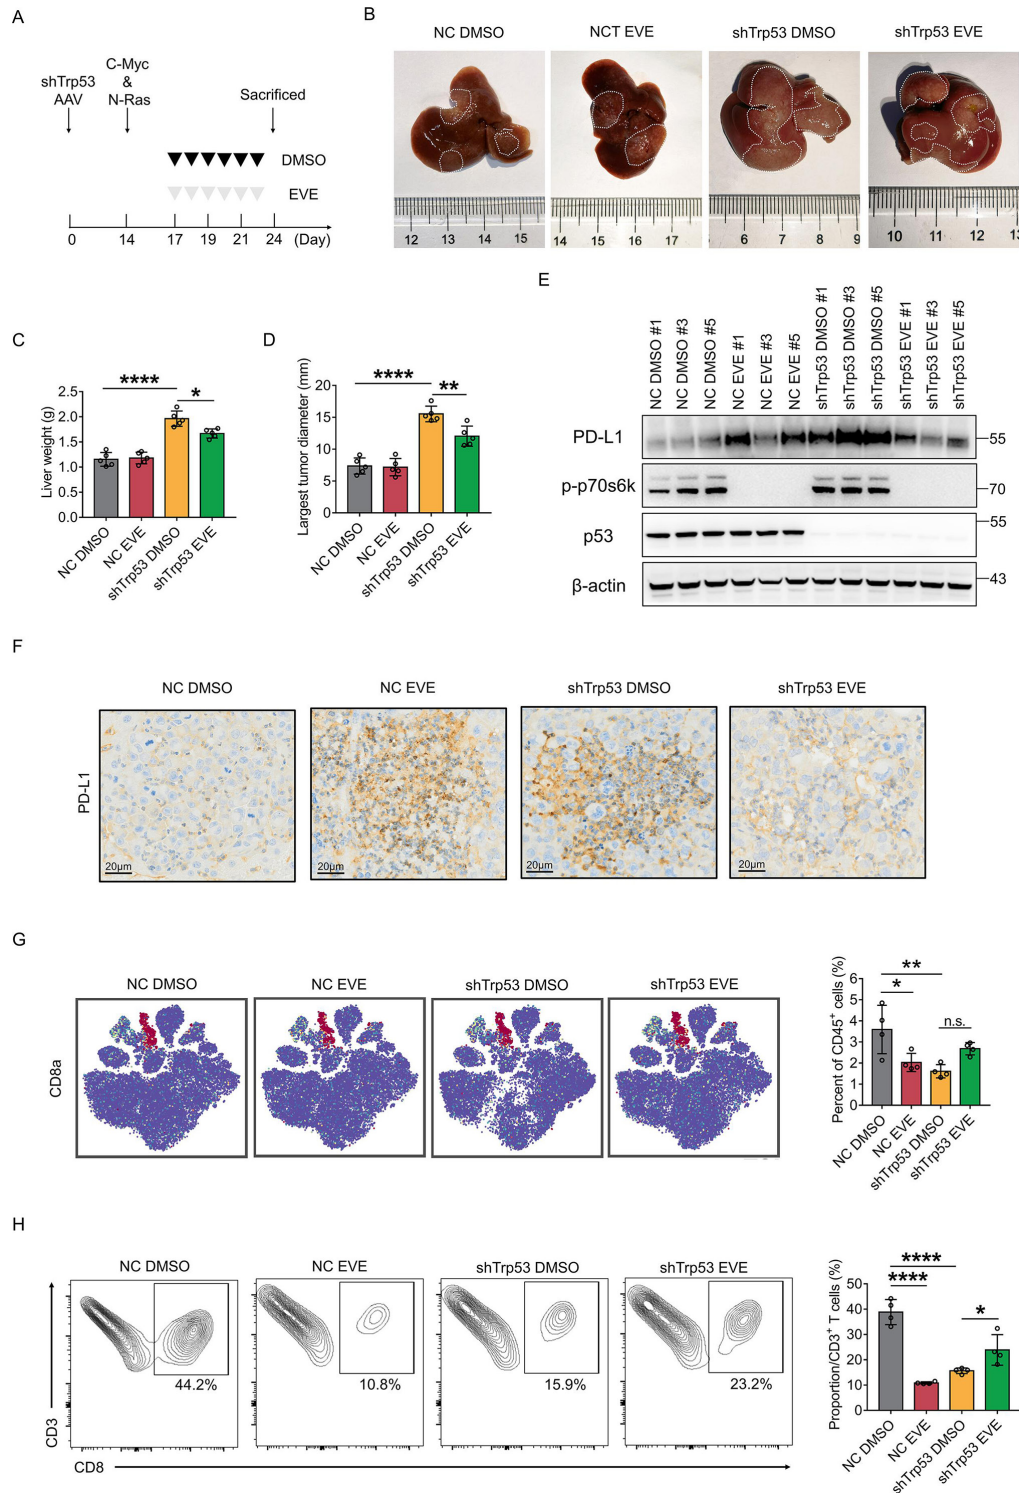 A
shTrp53
AAV
C-Myc
&
N-Ras
Sacrificed
DMSO
EVE
0 14 17 19 21 24 (Day)
B
NC DMSO NCT EVE shTrp53 DMSO shTrp53 EVE
12 13 14 15
14 15 16 17
6 7 8 9
10 11 12 13
C
Liver weight (g)
2.5
2.0
1.5
1.0
0.5
0.0
**** *
NC DMSO NC EVE shTrp53 DMSO shTrp53 EVE
D
Largest tumor diameter (mm)
20
15
10
5
0
**** **
NC DMSO NC EVE shTrp53 DMSO shTrp53 EVE
E
NC DMSO #1 NC DMSO #3 NC DMSO #5 NC EVE #1 NC EVE #3 NC EVE #5 shTrp53 DMSO #1 shTrp53 DMSO #3 shTrp53 DMSO #5 shTrp53 EVE #1 shTrp53 EVE #3 shTrp53 EVE #5
PD-L1 55
p-p70s6k 70
p53 55
β-actin 43
F
NC DMSO NC EVE shTrp53 DMSO shTrp53 EVE
PD-L1
20μm 20μm 20μm 20μm
G
NC DMSO NC EVE shTrp53 DMSO shTrp53 EVE
CD8a
Percent of CD45+ cells (%)
6
5
4
3
2
1
0
**
*
n.s.
NC DMSO NC EVE shTrp53 DMSO shTrp53 EVE
H
NC DMSO NC EVE shTrp53 DMSO shTrp53 EVE
44.2% 10.8% 15.9% 23.2%
CD3
CD8
Proportion/CD3+ T cells (%)
50
40
30
20
10
0
****
****
*
NC DMSO NC EVE shTrp53 DMSO shTrp53 EVE